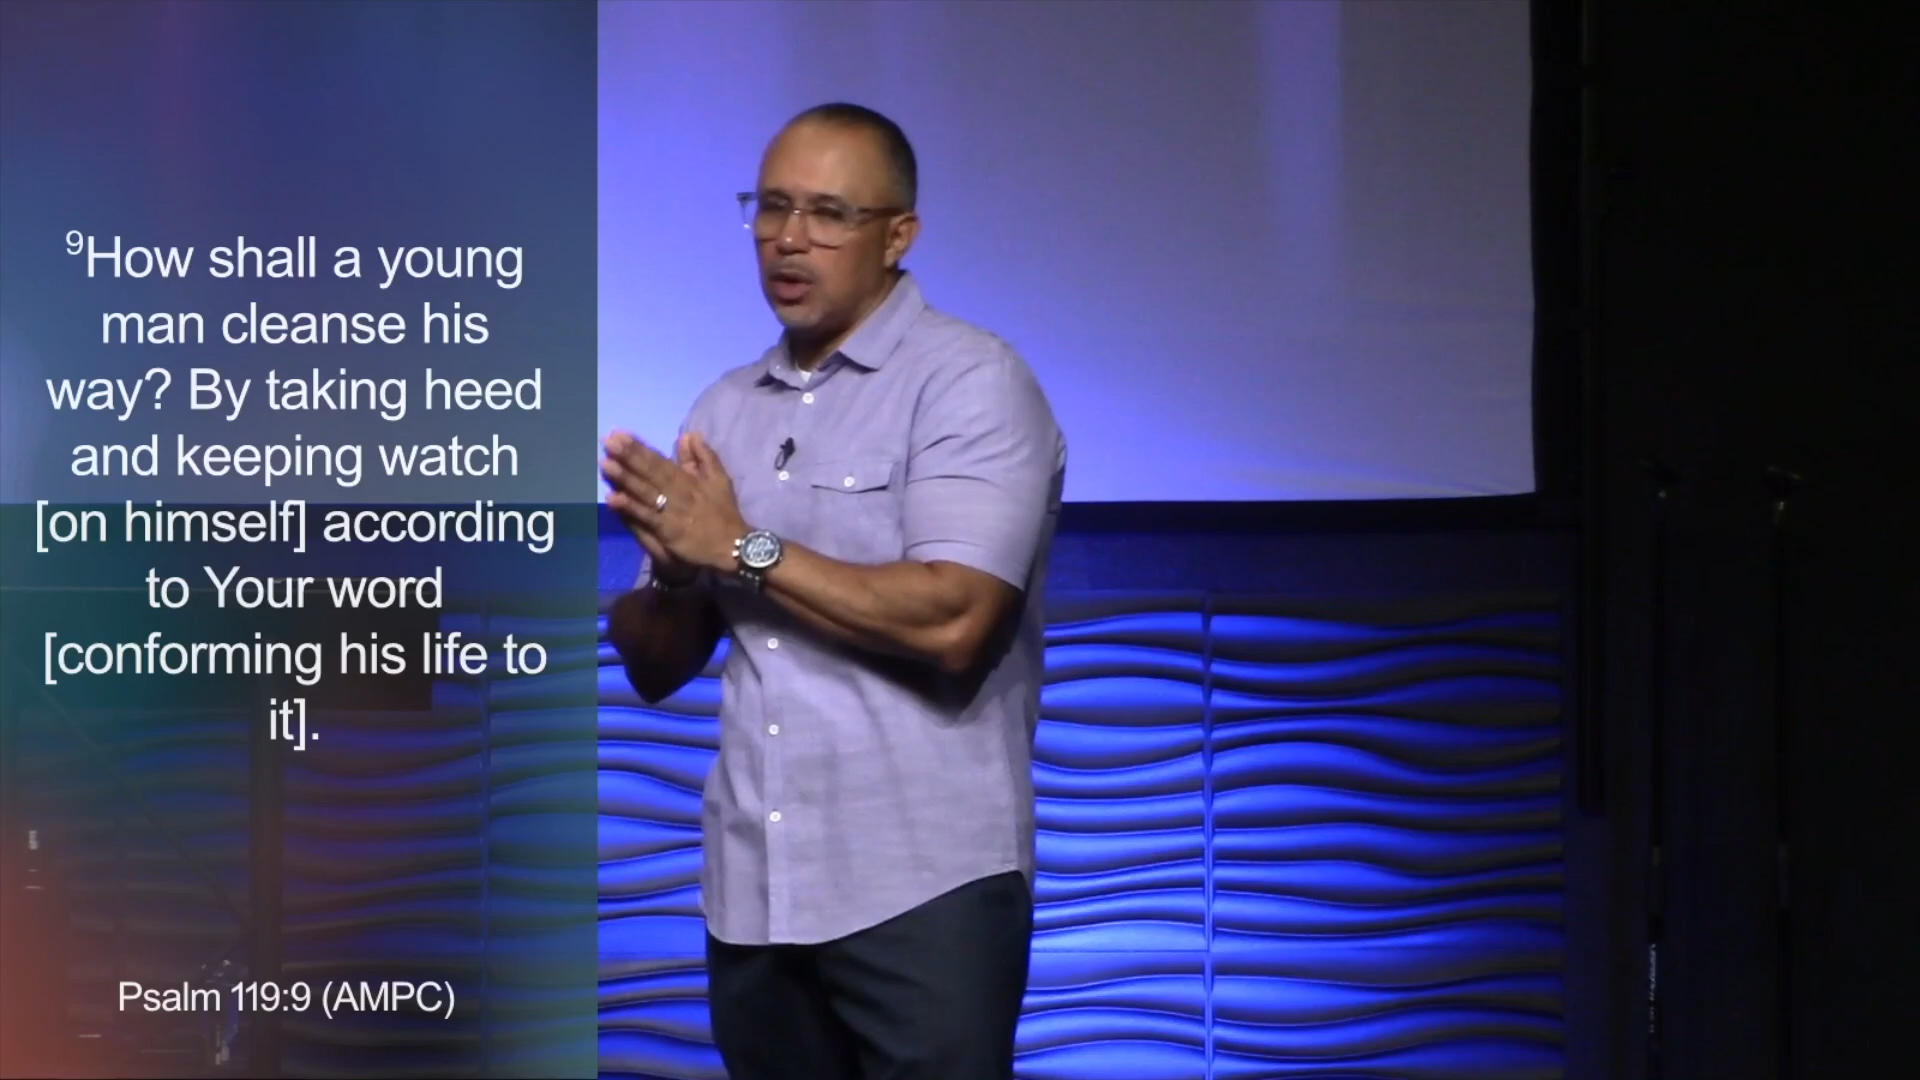 ⁹How shall a young
man cleanse his
way? By taking heed
and keeping watch
[on himself] according
to Your word
[conforming his life to
it].
Psalm 119:9 (AMPC)